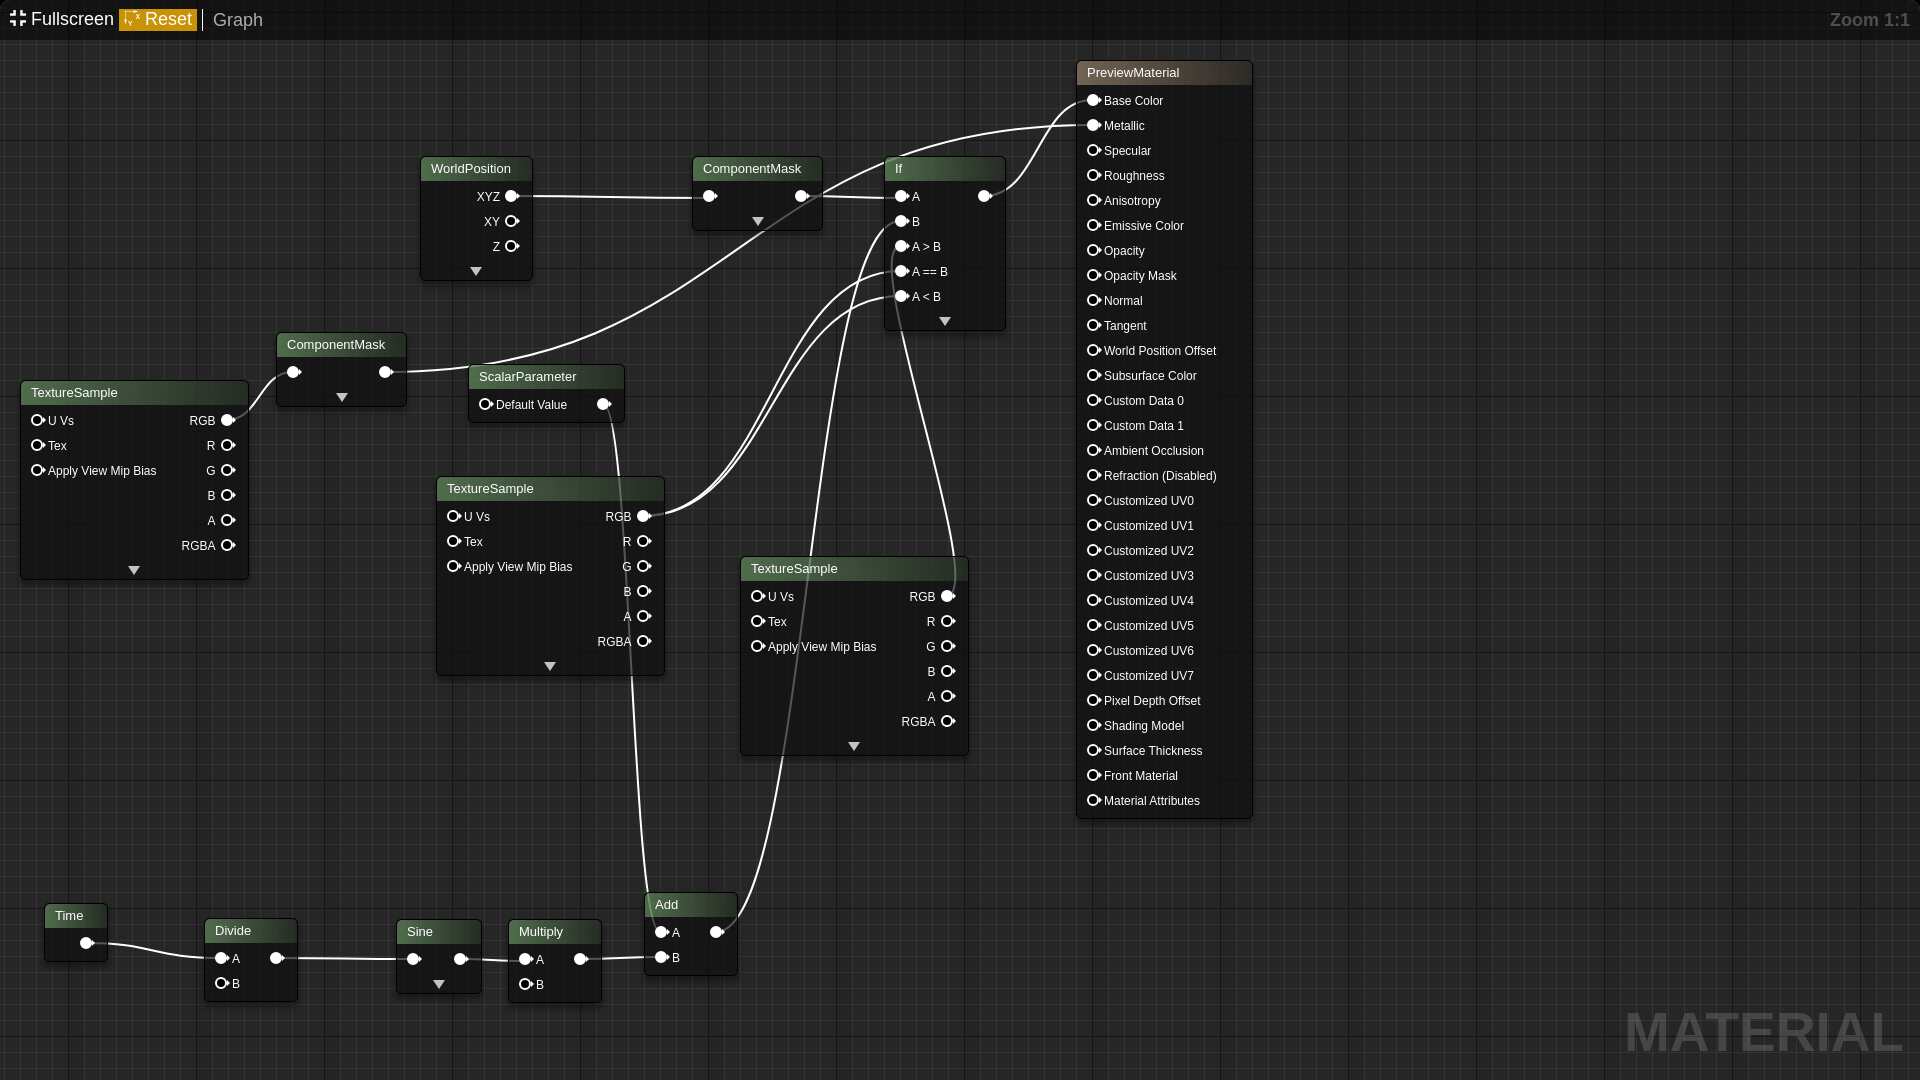 Fullscreen Reset Graph
Zoom 1:1
WorldPosition
XYZ
XY
Z
ComponentMask
If
A
B
A > B
A == B
A < B
PreviewMaterial
Base Color
Metallic
Specular
Roughness
Anisotropy
Emissive Color
Opacity
Opacity Mask
Normal
Tangent
World Position Offset
Subsurface Color
Custom Data 0
Custom Data 1
Ambient Occlusion
Refraction (Disabled)
Customized UV0
Customized UV1
Customized UV2
Customized UV3
Customized UV4
Customized UV5
Customized UV6
Customized UV7
Pixel Depth Offset
Shading Model
Surface Thickness
Front Material
Material Attributes
ComponentMask
TextureSample
U Vs RGB
Tex R
Apply View Mip Bias G
B
A
RGBA
ScalarParameter
Default Value
TextureSample
U Vs RGB
Tex R
Apply View Mip Bias G
B
A
RGBA
TextureSample
U Vs RGB
Tex R
Apply View Mip Bias G
B
A
RGBA
Time
Divide
A
B
Sine
Multiply
A
B
Add
A
B
MATERIAL